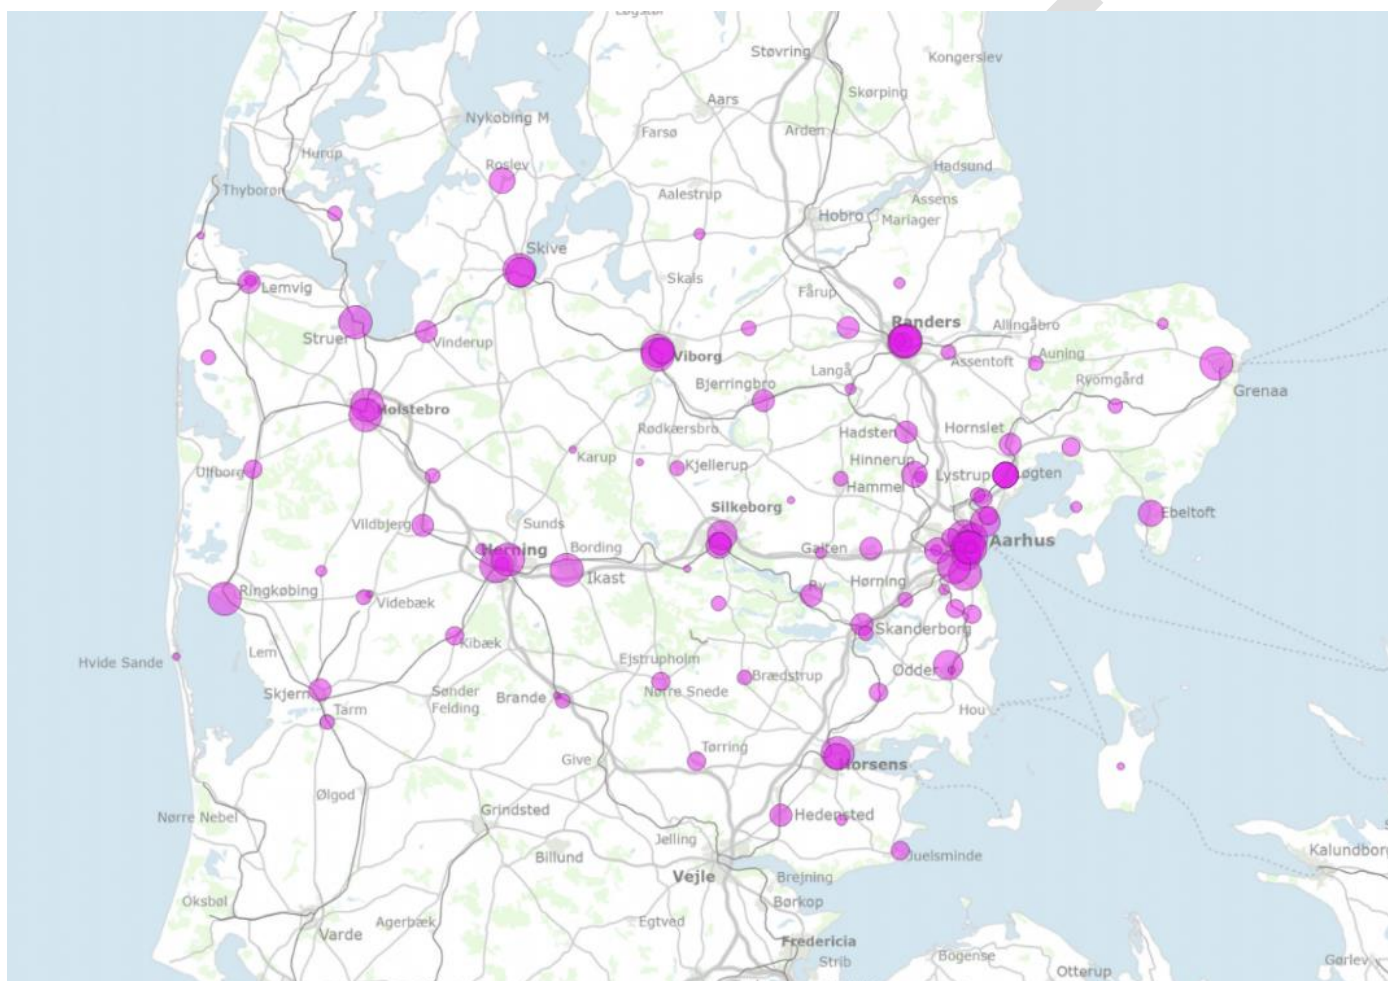 Løgstør
Støvring
Kongerslev
Skørping
Aars
Nykøbing M
Farsø
Arden
Hurup
Roslev
Hadsund
Thyborøn
Aalestrup
Assens
Hobro
Mariager
Skive
Skals
Lemvig
Fårup
Randers
Allingåbro
Struer
Vinderup
Viborg
Assentoft
Auning
Langå
Ryomgård
Bjerringbro
Grenaa
Holstebro
Rødkærsbro
Hadsten
Hornslet
Karup
Hinnerup
Ulfborg
Kjellerup
Lystrup
Løgten
Hammel
Silkeborg
Ebeltoft
Vildbjerg
Sunds
Herning
Bording
Galten
Aarhus
Ikast
Hørning
Ringkøbing
Ry
Videbæk
Skanderborg
Kibæk
Lem
Ejstrupholm
Hvide Sande
Odder
Brædstrup
Skjern
Sønder
Felding
Brande
Nørre Snede
Tarm
Hou
Tørring
Give
Horsens
Ølgod
Grindsted
Hedensted
Nørre Nebel
Jelling
Kalundborg
Billund
Juelsminde
Vejle
Brejning
Oksbøl
Børkop
Agerbæk
Egtved
Varde
Fredericia
Bogense
Strib
Gørlev
Otterup